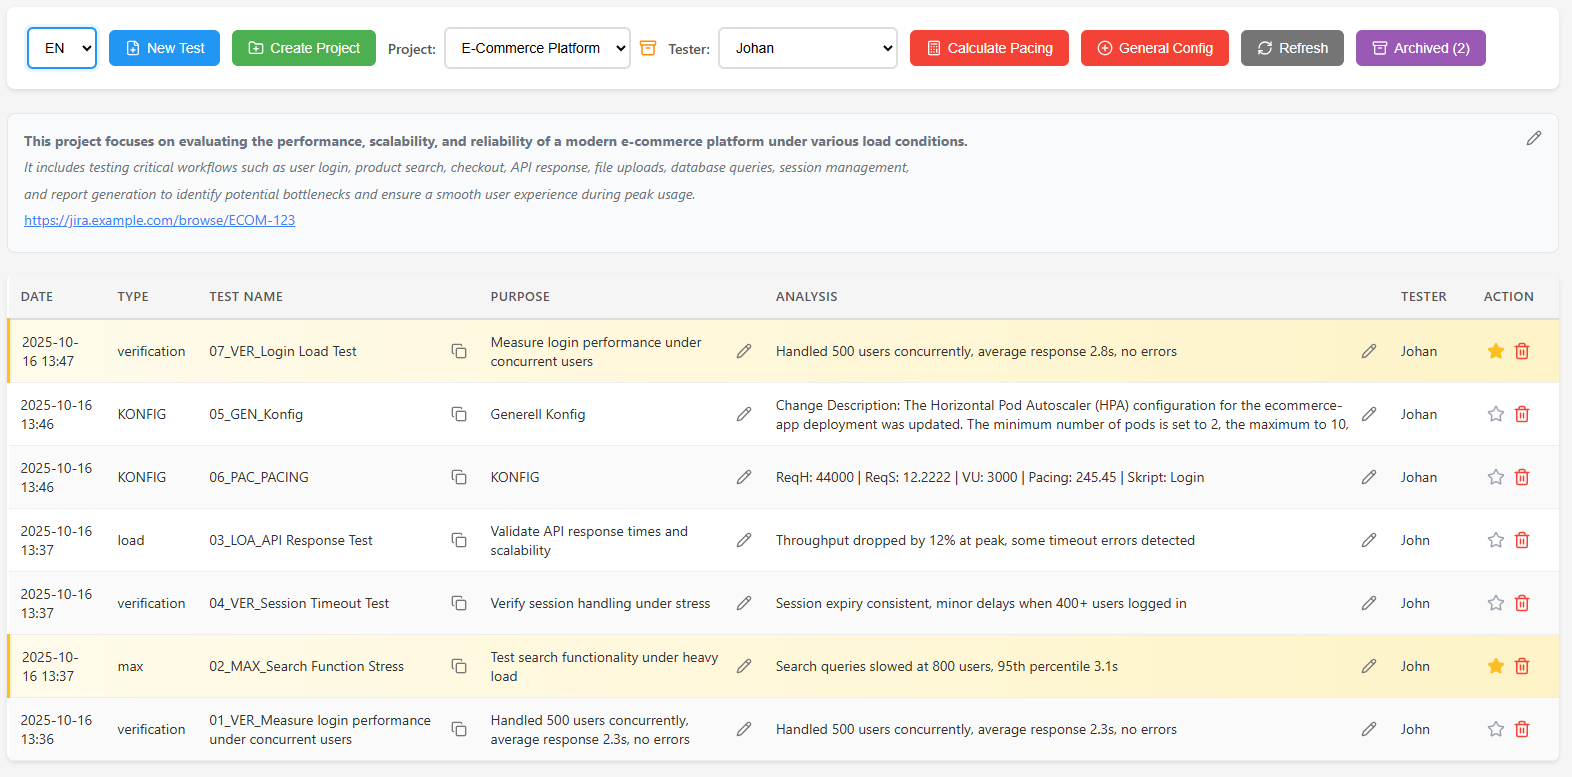 EN New Test Create Project Project: E-Commerce Platform Tester: Johan Calculate Pacing General Config Refresh Archived (2)
This project focuses on evaluating the performance, scalability, and reliability of a modern e-commerce platform under various load conditions.
It includes testing critical workflows such as user login, product search, checkout, API response, file uploads, database queries, session management,
and report generation to identify potential bottlenecks and ensure a smooth user experience during peak usage.
https://jira.example.com/browse/ECOM-123
DATE TYPE TEST NAME PURPOSE ANALYSIS TESTER ACTION
2025-10-
16 13:47
verification
07_VER_Login Load Test
Measure login performance under
concurrent users
Handled 500 users concurrently, average response 2.8s, no errors
Johan
2025-10-16
13:46
KONFIG
05_GEN_Konfig
Generell Konfig
Change Description: The Horizontal Pod Autoscaler (HPA) configuration for the ecommerce-
app deployment was updated. The minimum number of pods is set to 2, the maximum to 10,
Johan
2025-10-16
13:46
KONFIG
06_PAC_PACING
KONFIG
ReqH: 44000 | ReqS: 12.2222 | VU: 3000 | Pacing: 245.45 | Skript: Login
Johan
2025-10-16
13:37
load
03_LOA_API Response Test
Validate API response times and
scalability
Throughput dropped by 12% at peak, some timeout errors detected
John
2025-10-16
13:37
verification
04_VER_Session Timeout Test
Verify session handling under stress
Session expiry consistent, minor delays when 400+ users logged in
John
2025-10-
16 13:37
max
02_MAX_Search Function Stress
Test search functionality under heavy
load
Search queries slowed at 800 users, 95th percentile 3.1s
John
2025-10-16
13:36
verification
01_VER_Measure login performance
under concurrent users
Handled 500 users concurrently,
average response 2.3s, no errors
Handled 500 users concurrently, average response 2.3s, no errors
John